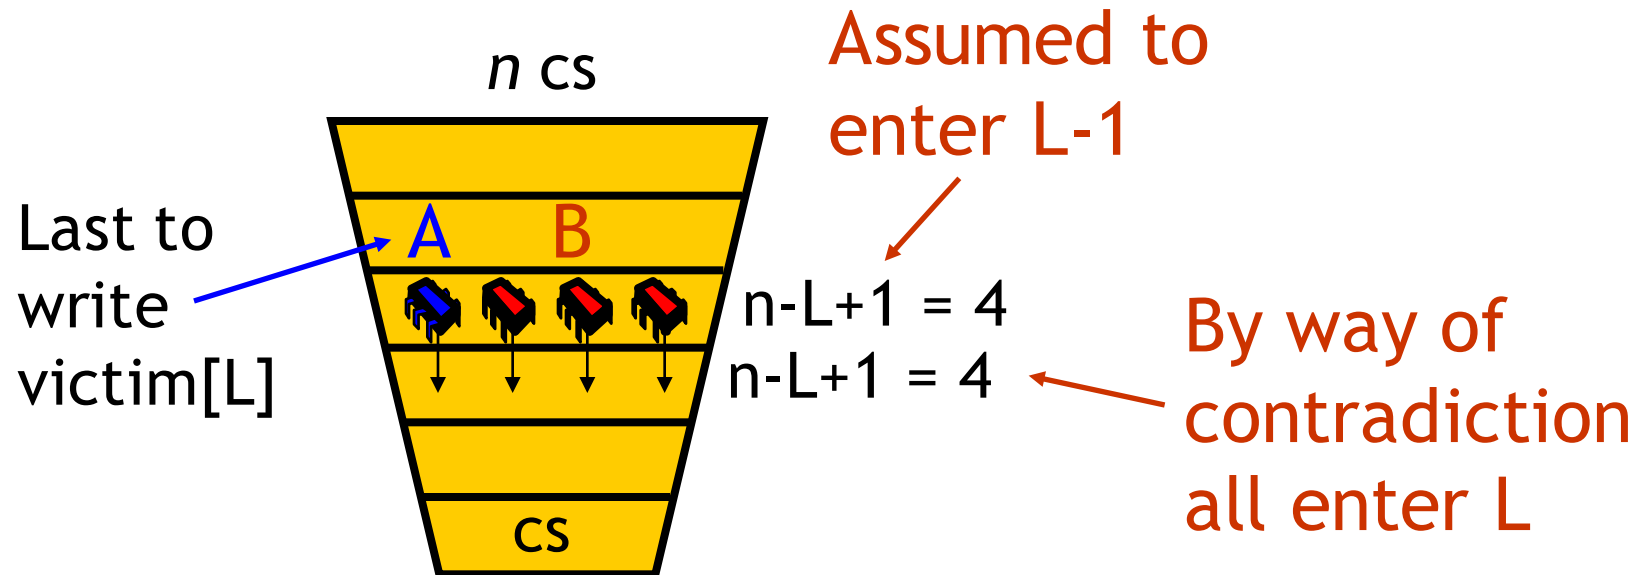 n cs
Assumed to
enter L-1
Last to
write
victim[L]
A B
n-L+1 = 4
n-L+1 = 4
By way of
contradiction
all enter L
cs